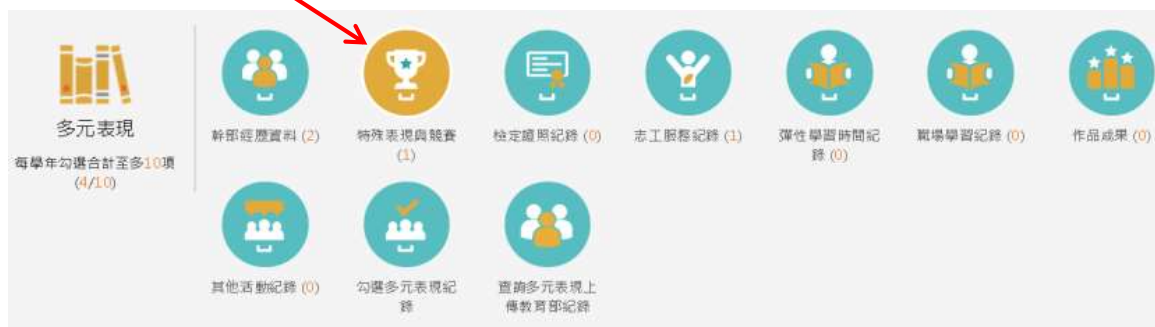 多元表現
每學年勾選合計至多10項
(4/10)
幹部經歷資料 (2)
特殊表現與競賽
(1)
檢定證照紀錄 (0)
志工服務紀錄 (1)
彈性學習時間紀
錄 (0)
職場學習紀錄 (0)
作品成果 (0)
其他活動紀錄 (0)
勾選多元表現紀
錄
查詢多元表現上
傳教育部紀錄